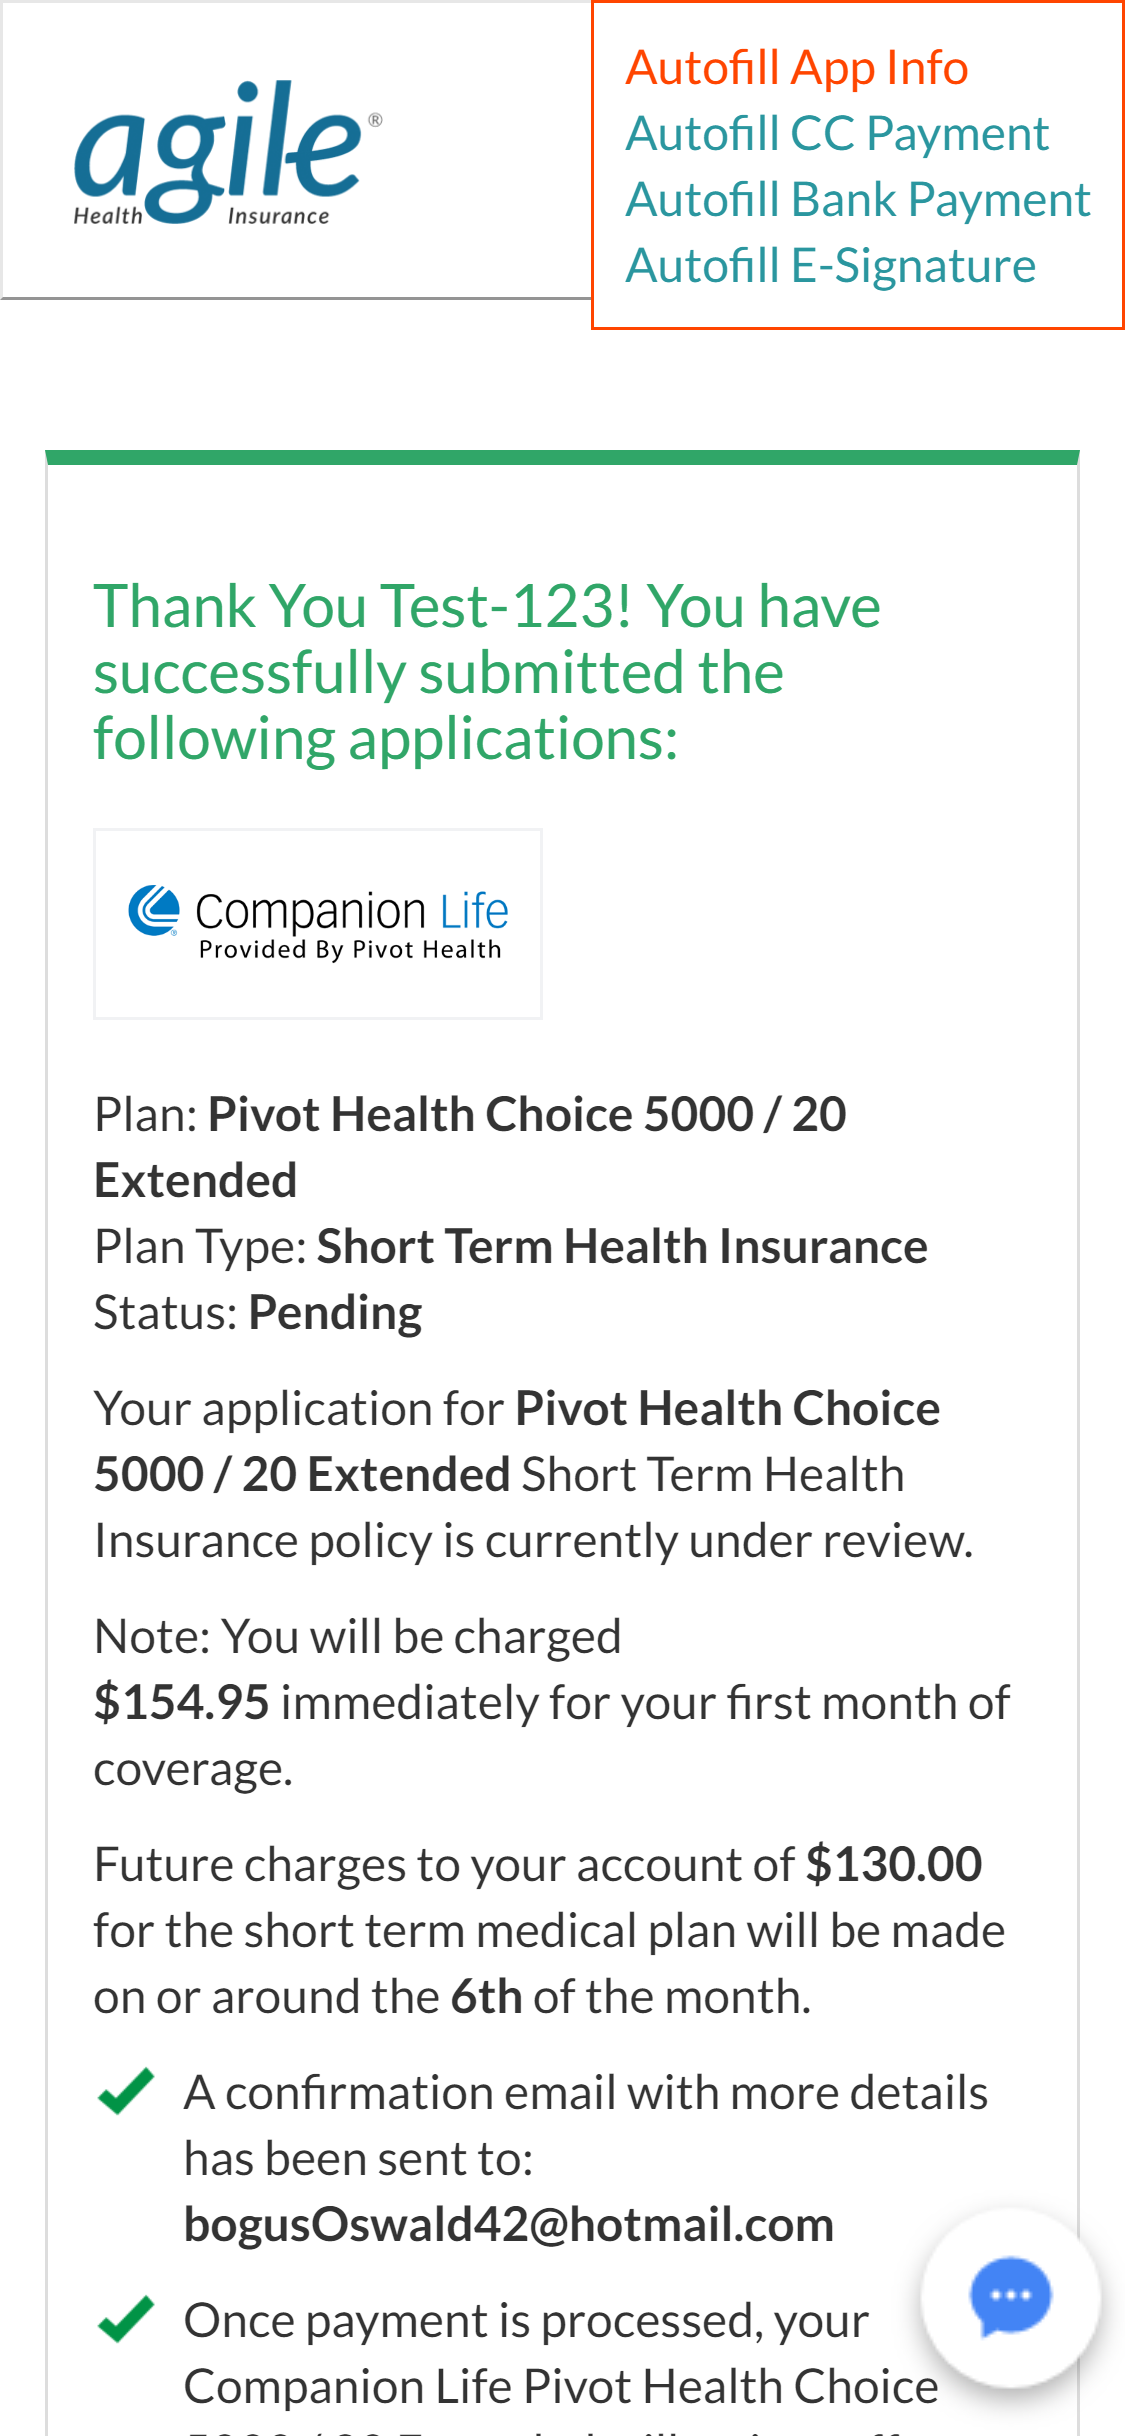 agile®
Health Insurance
Autofill App Info
Autofill CC Payment
Autofill Bank Payment
Autofill E-Signature
Thank You Test-123! You have
successfully submitted the
following applications:
Companion Life
Provided By Pivot Health
Plan: Pivot Health Choice 5000 / 20
Extended
Plan Type: Short Term Health Insurance
Status: Pending
Your application for Pivot Health Choice
5000 / 20 Extended Short Term Health
Insurance policy is currently under review.
Note: You will be charged
$154.95 immediately for your first month of
coverage.
Future charges to your account of $130.00
for the short term medical plan will be made
on or around the 6th of the month.
A confirmation email with more details
has been sent to:
bogusOswald42@hotmail.com
Once payment is processed, your
Companion Life Pivot Health Choice